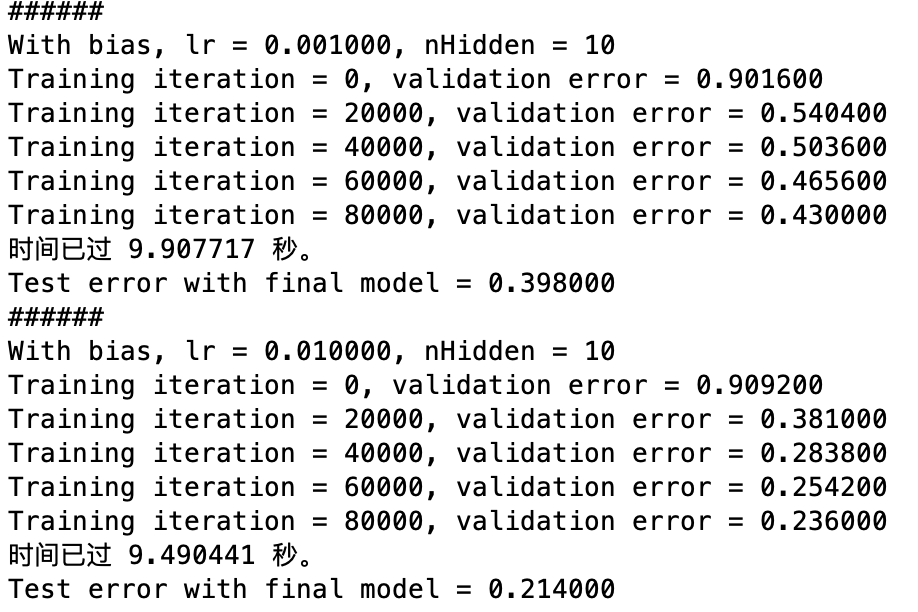 ######
With bias, lr = 0.001000, nHidden = 10
Training iteration = 0, validation error = 0.901600
Training iteration = 20000, validation error = 0.540400
Training iteration = 40000, validation error = 0.503600
Training iteration = 60000, validation error = 0.465600
Training iteration = 80000, validation error = 0.430000
时间已过 9.907717 秒。
Test error with final model = 0.398000
######
With bias, lr = 0.010000, nHidden = 10
Training iteration = 0, validation error = 0.909200
Training iteration = 20000, validation error = 0.381000
Training iteration = 40000, validation error = 0.283800
Training iteration = 60000, validation error = 0.254200
Training iteration = 80000, validation error = 0.236000
时间已过 9.490441 秒。
Test error with final model = 0.214000